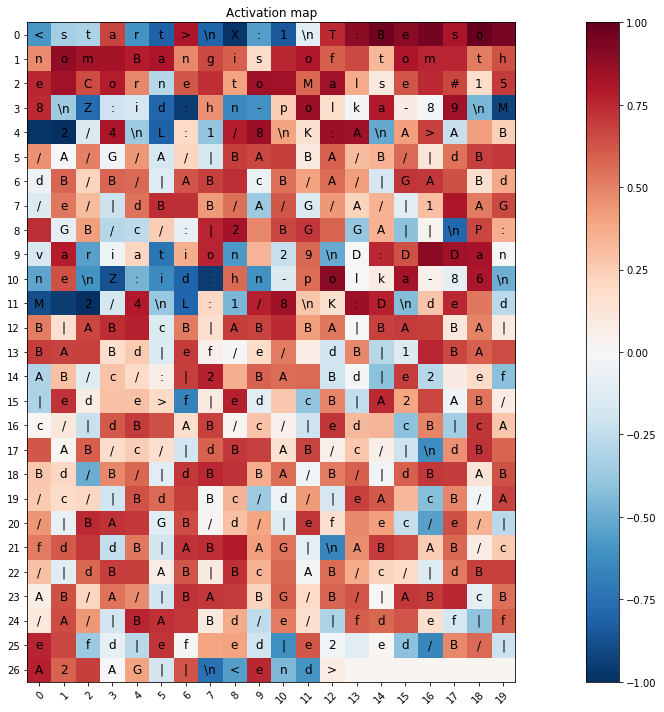 Activation map
0 < s t a r t > \n X : 1 \n T : B e e s o
1 n o m B a n g i s o f t o m t h
2 e C o r n e t o M a l s e # 1 5
3 8 \n Z : i d : h n - p o l k a - 8 9 \n M
4 : 2 / 4 \n L : 1 / 8 \n K : A \n A > A B
5 / A / G / A / | B A B A / B / | d B
6 d B / B / | A B c B / A / | G A B d
7 / e / | d B B / A / G / A / | 1 A G
8 G B / c / : | 2 B G G A | | \n P :
9 v a r i a t i o n 2 9 \n D : D D a n
10 n e \n Z : i d : h n - p o l k a - 8 6 \n
11 M : 2 / 4 \n L : 1 / 8 \n K : D \n d e d
12 B | A B c B | A B B A | B A B A |
13 B A B d | e f / e / d B | 1 B A
14 A B / c / : | 2 B A B d | e 2 e f
15 | e d e > f | e d c B | A 2 A B /
16 c / | d B A B / c / | e d c B | c A
17 A B / c / | d B A B / c / | \n d B
18 B d / B / | d B B A / B / | d B A B
19 / c / | B d B c / d / | e A c B / A
20 / | B A G B / d / | e f e c / e / |
21 f d d B | A B A G | \n A B A B / c
22 / | d B A B | B c A B / c / | d B
23 A B / A / | B A B G / B / | A B c B
24 / A / | B A B d / e / | f d e f | f
25 e f d | e f e d | e 2 e d / B / |
26 A 2 A G | | \n < e n d >
0 1 2 3 4 5 6 7 8 9 10 11 12 13 14 15 16 17 18 19
1.00
0.75
0.50
0.25
0.00
−0.25
−0.50
−0.75
−1.00